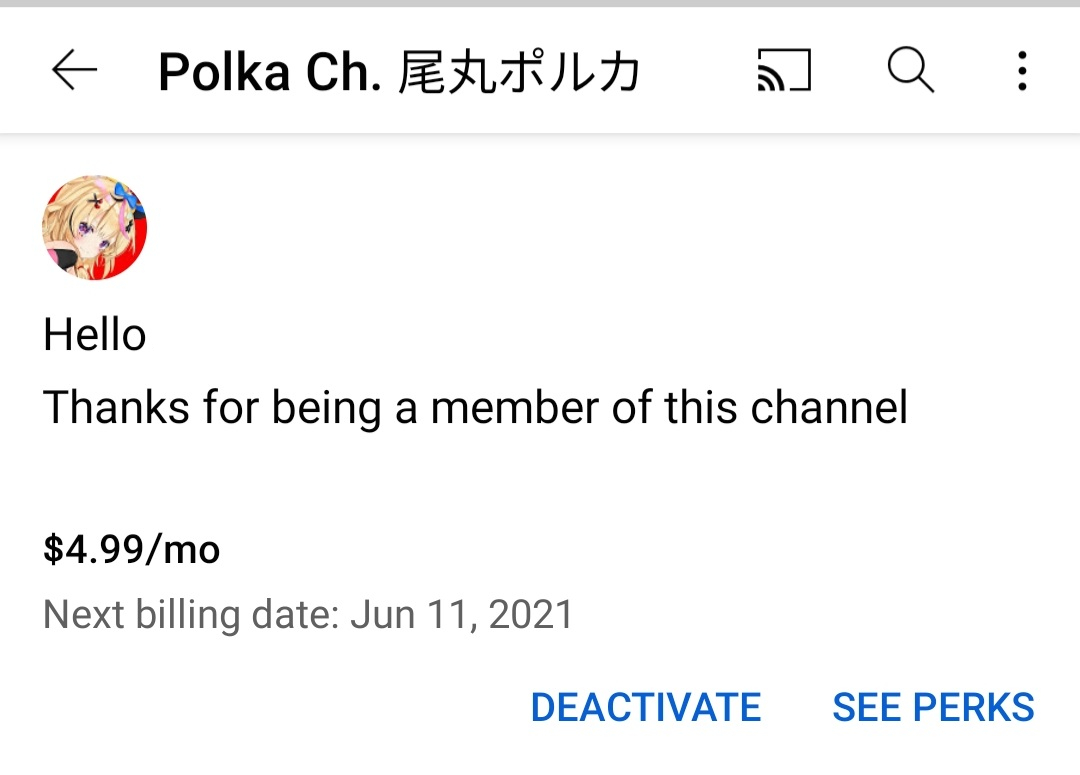 Polka Ch. 尾丸ポルカ
Hello
Thanks for being a member of this channel
$4.99/mo
Next billing date: Jun 11, 2021
DEACTIVATE SEE PERKS